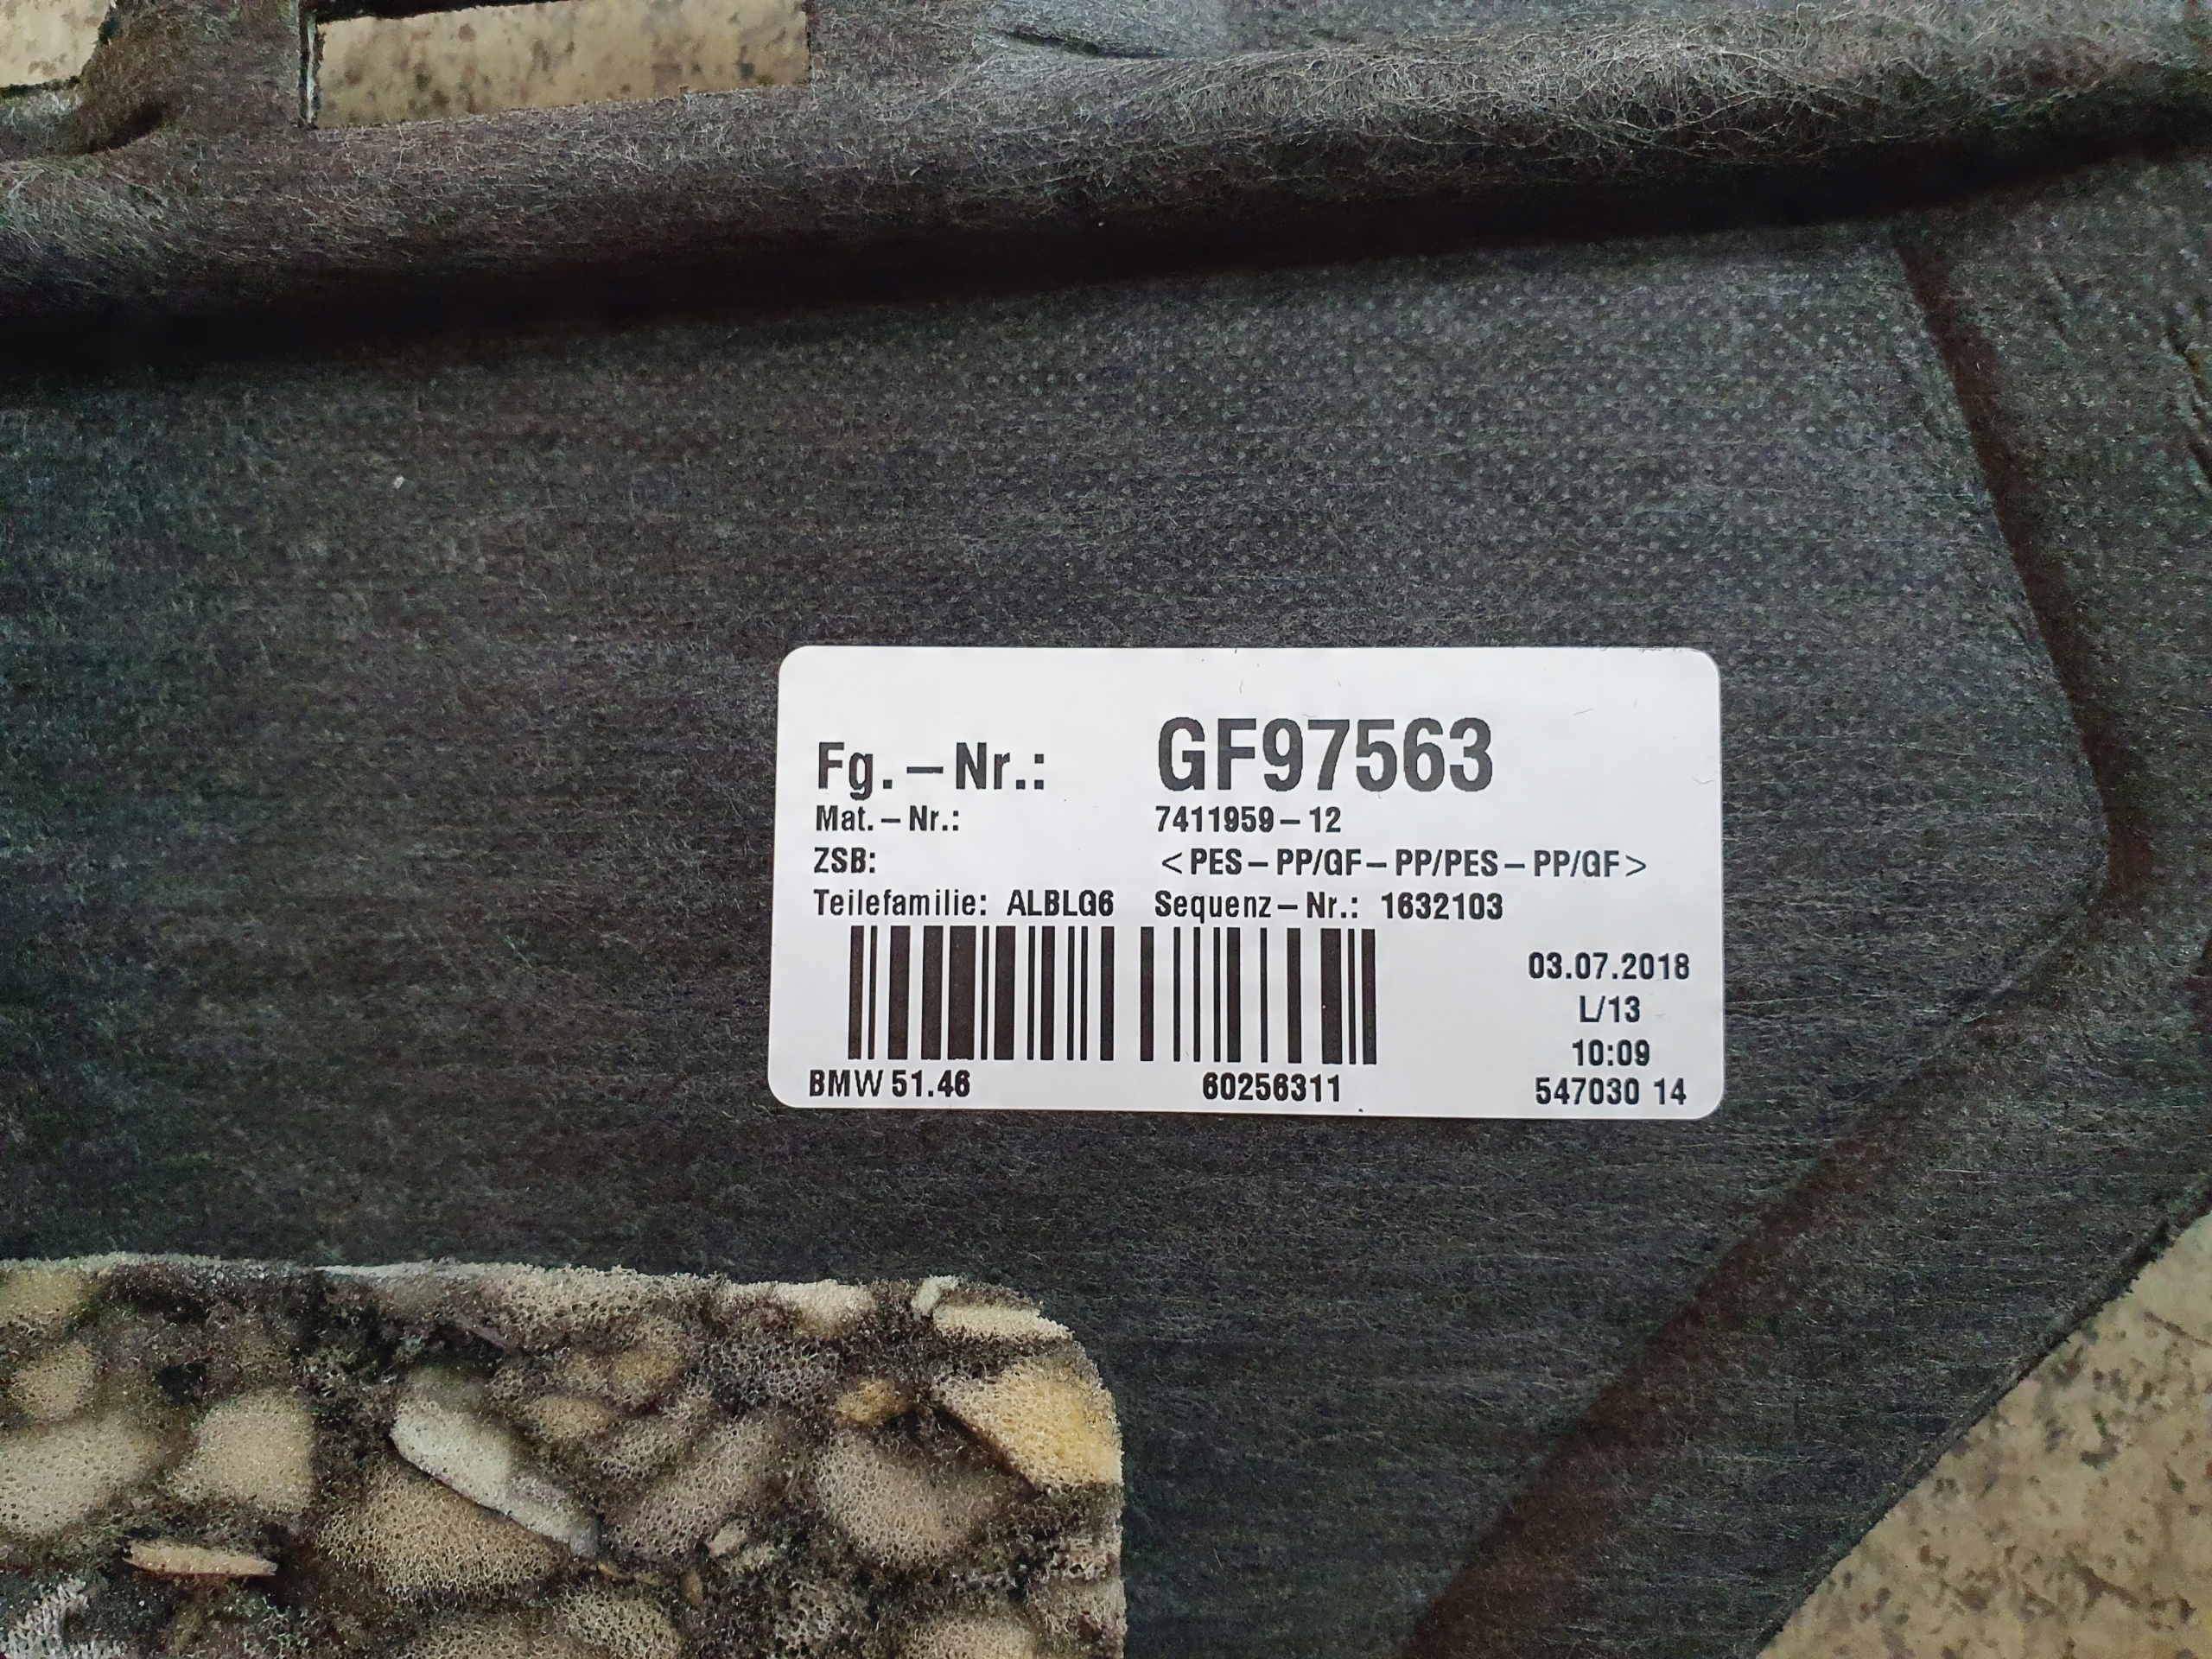 Fg.–Nr.: GF97563
Mat.–Nr.: 7411959–12
ZSB: <PES–PP/GF–PP/PES–PP/GF>
Teilefamilie: ALBLG6 Sequenz–Nr.: 1632103
03.07.2018
L/13
10:09
BMW 51.46 60256311 547030 14